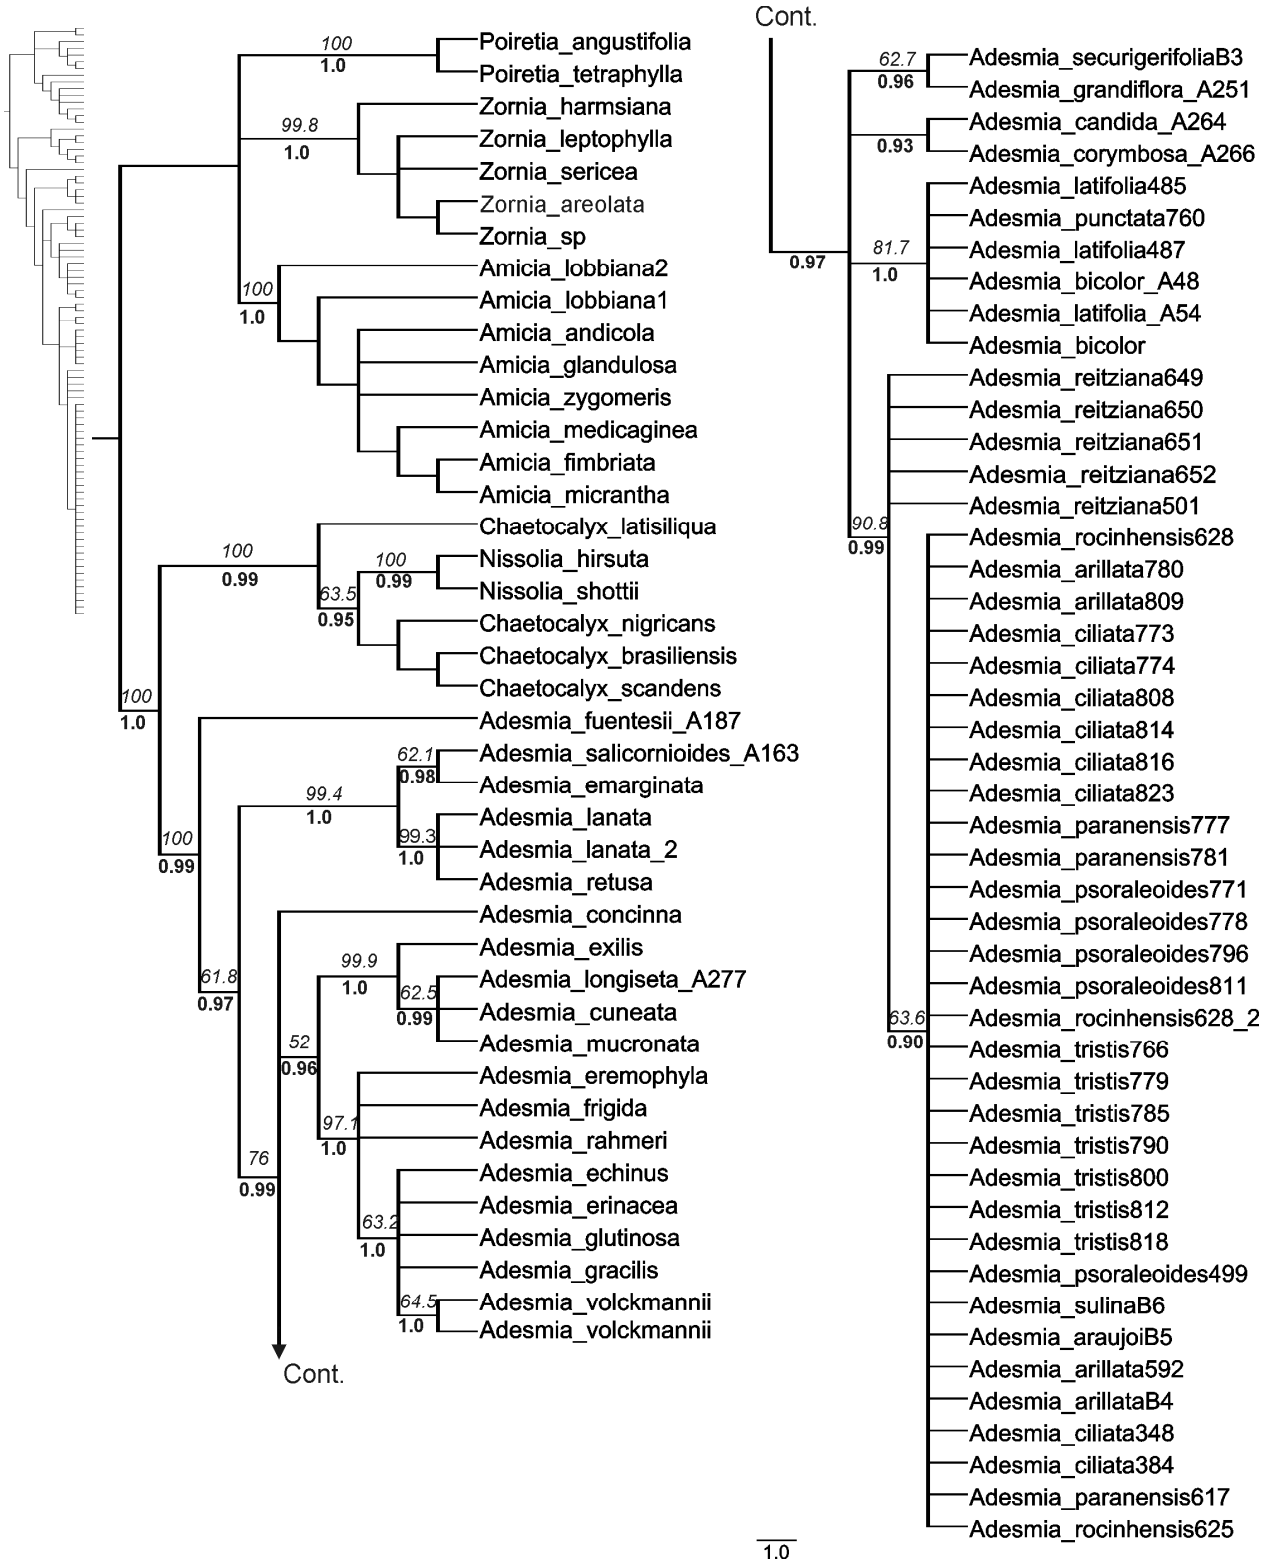 100
1.0
Poiretia_angustifolia
Poiretia_tetraphylla
99.8
1.0
Zornia_harmsiana
Zornia_leptophylla
Zornia_sericea
Zornia_areolata
Zornia_sp
100
1.0
Amicia_lobbiana2
Amicia_lobbiana1
Amicia_andicola
Amicia_glandulosa
Amicia_zygomeris
Amicia_medicaginea
Amicia_fimbriata
Amicia_micrantha
100
0.99
Chaetocalyx_latisiliqua
100
0.99
Nissolia_hirsuta
Nissolia_shottii
63.5
0.95
Chaetocalyx_nigricans
Chaetocalyx_brasiliensis
Chaetocalyx_scandens
100
1.0
Adesmia_fuentesii_A187
62.1
0.98
Adesmia_salicornioides_A163
Adesmia_emarginata
99.4
1.0
99.3
1.0
Adesmia_lanata
Adesmia_lanata_2
Adesmia_retusa
100
0.99
Adesmia_concinna
99.9
1.0
Adesmia_exilis
62.5
0.99
Adesmia_longiseta_A277
Adesmia_cuneata
Adesmia_mucronata
61.8
0.97
52
0.96
97.1
1.0
Adesmia_eremophyla
Adesmia_frigida
Adesmia_rahmeri
76
0.99
63.2
1.0
Adesmia_echinus
Adesmia_erinacea
Adesmia_glutinosa
Adesmia_gracilis
64.5
1.0
Adesmia_volckmannii
Adesmia_volckmannii
Cont.
Cont.
0.97
62.7
0.96
Adesmia_securigerifoliaB3
Adesmia_grandiflora_A251
0.93
Adesmia_candida_A264
Adesmia_corymbosa_A266
81.7
1.0
Adesmia_latifolia485
Adesmia_punctata760
Adesmia_latifolia487
Adesmia_bicolor_A48
Adesmia_latifolia_A54
Adesmia_bicolor
90.8
0.99
Adesmia_reitziana649
Adesmia_reitziana650
Adesmia_reitziana651
Adesmia_reitziana652
Adesmia_reitziana501
63.6
0.90
Adesmia_rocinhensis628
Adesmia_arillata780
Adesmia_arillata809
Adesmia_ciliata773
Adesmia_ciliata774
Adesmia_ciliata808
Adesmia_ciliata814
Adesmia_ciliata816
Adesmia_ciliata823
Adesmia_paranensis777
Adesmia_paranensis781
Adesmia_psoraleoides771
Adesmia_psoraleoides778
Adesmia_psoraleoides796
Adesmia_psoraleoides811
Adesmia_rocinhensis628_2
Adesmia_tristis766
Adesmia_tristis779
Adesmia_tristis785
Adesmia_tristis790
Adesmia_tristis800
Adesmia_tristis812
Adesmia_tristis818
Adesmia_psoraleoides499
Adesmia_sulinaB6
Adesmia_araujoiB5
Adesmia_arillata592
Adesmia_arillataB4
Adesmia_ciliata348
Adesmia_ciliata384
Adesmia_paranensis617
Adesmia_rocinhensis625
1.0